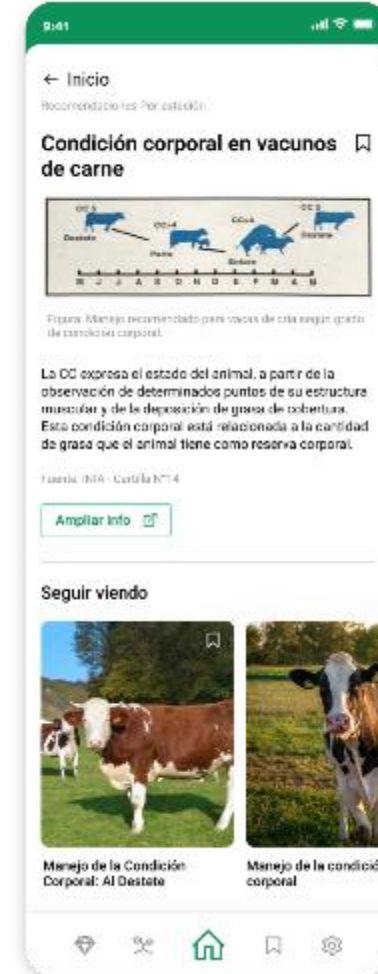 9:41
← Inicio
Recomendaciones Por estación
Condición corporal en vacunos
de carne
CC 5
CC-4
CC 5
Destete
Parto
Entore
Destete
M J J A S O N D E F M A M
Figura: Manejo recomendado para vacas de cría según grado
de condición corporal.
La CC expresa el estado del animal, a partir de la
observación de determinados puntos de su estructura
muscular y de la deposición de grasa de cobertura.
Esta condición corporal está relacionada a la cantidad
de grasa que el animal tiene como reserva corporal.
Fuente: INIA - Cartilla N°14
Ampliar info
Seguir viendo
Manejo de la Condición
Corporal: Al Destete
Manejo de la condició
corporal